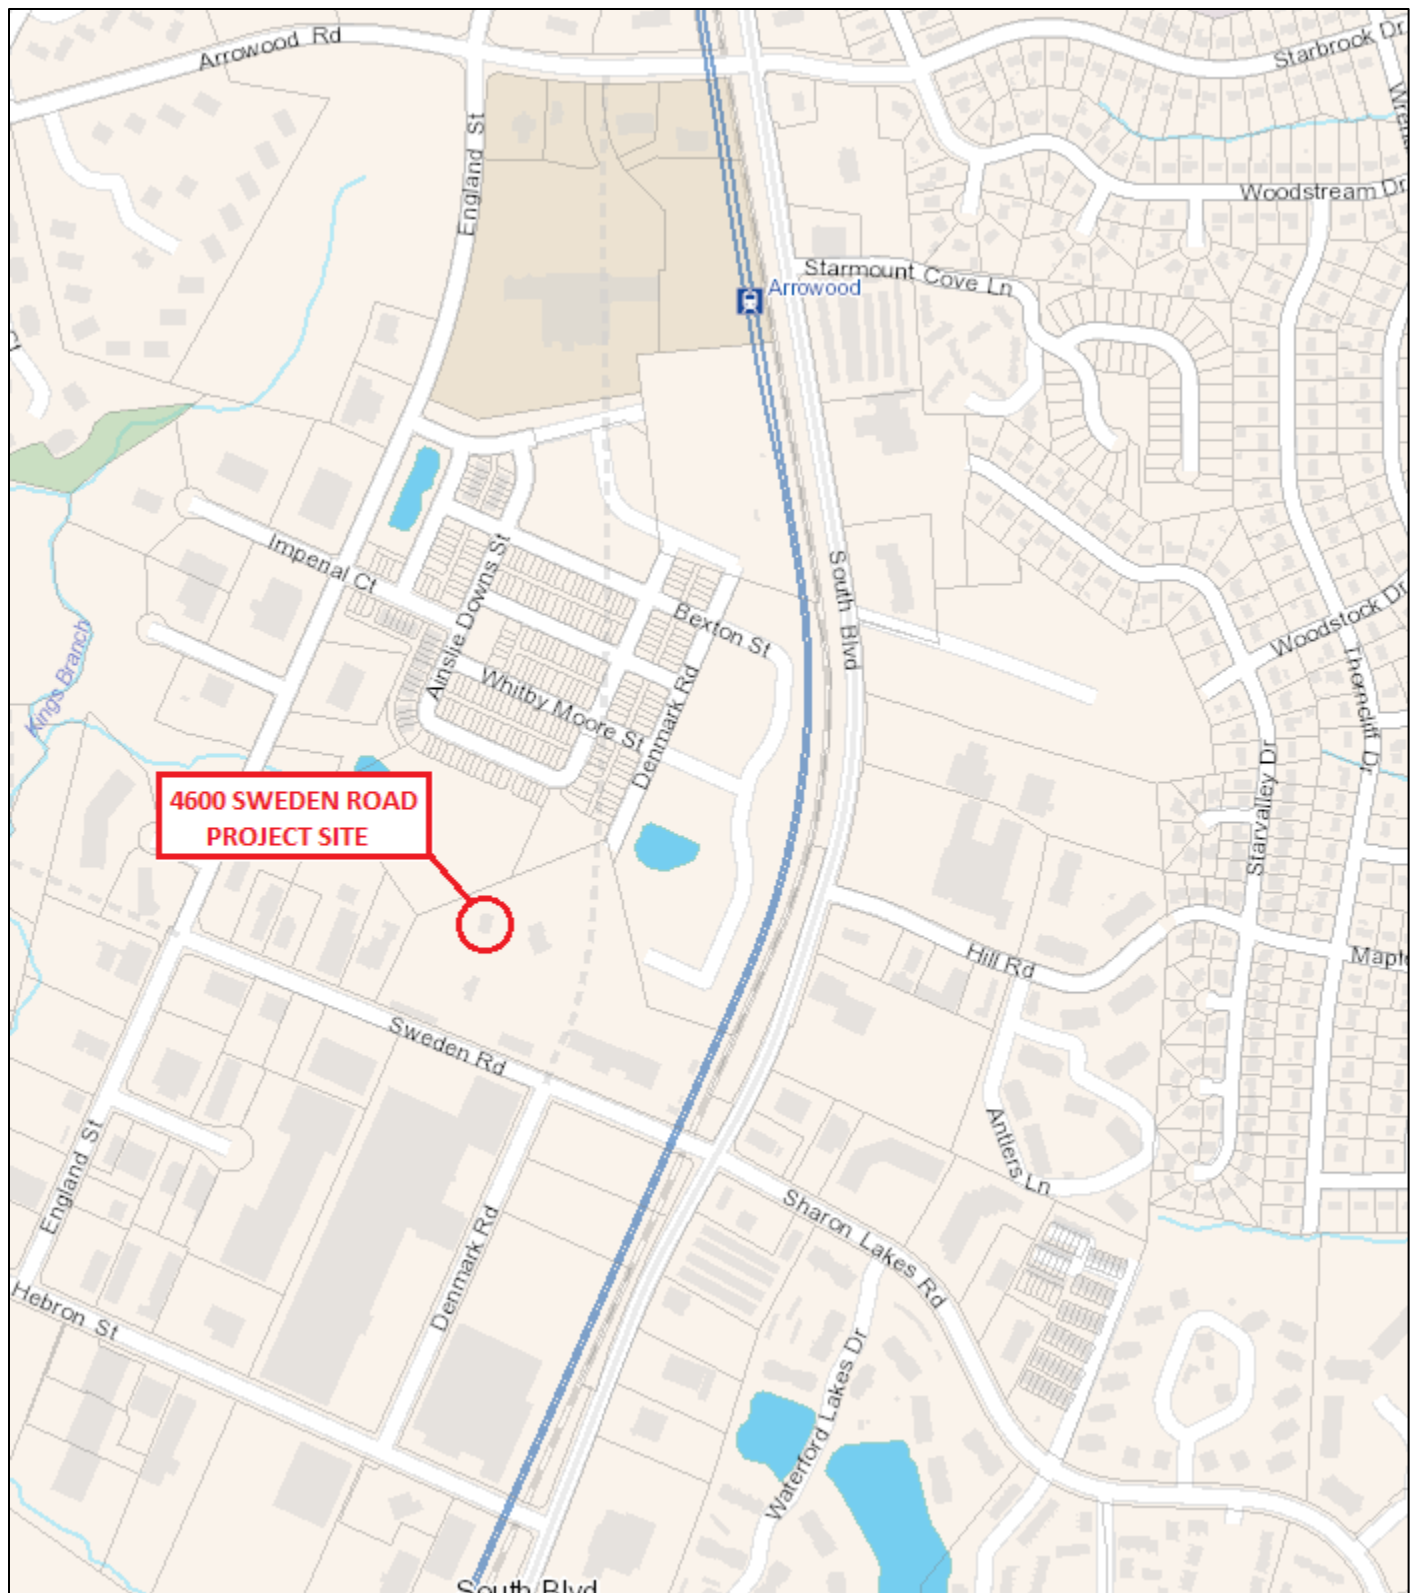 Arrowood Rd
Starbrook Dr
England St
Woodstream Dr
Starmount Cove Ln
Arrowood
Imperial Ct
Ainslie Downs St
South Blvd
Bexton St
Woodstock Dr
Kings Branch
Whitby Moore St
Denmark Rd
Thorncliff Dr
Starvalley Dr
4600 SWEDEN ROAD
PROJECT SITE
Hill Rd
Maple
Sweden Rd
England St
Antlers Ln
Sharon Lakes Rd
Denmark Rd
Hebron St
Waterford Lakes Dr
South Blvd